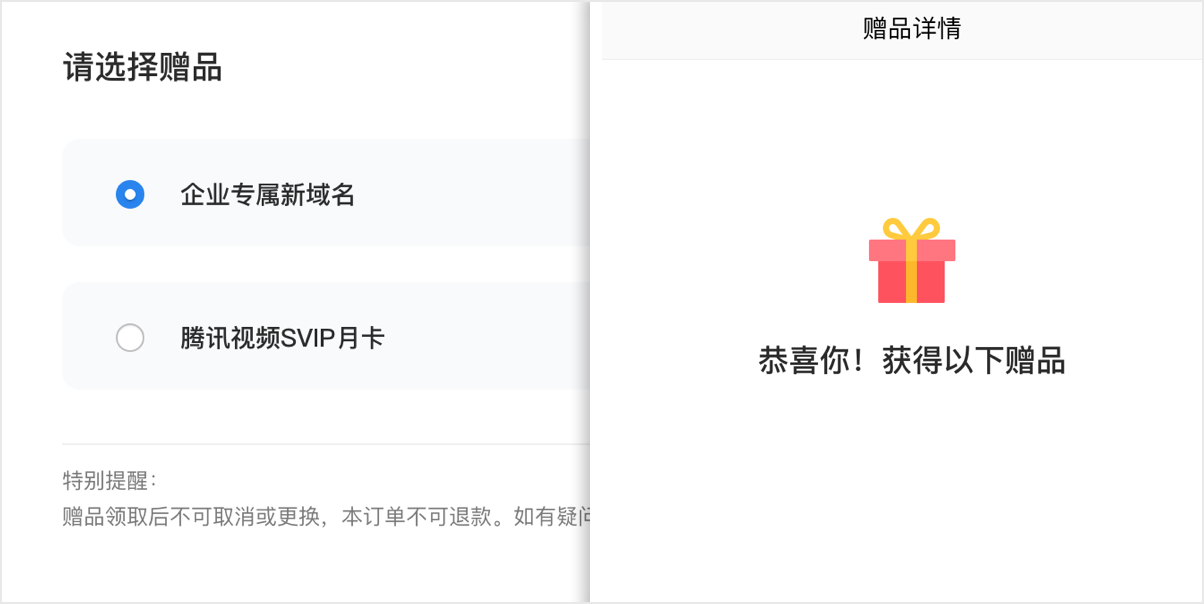 请选择赠品
企业专属新域名
腾讯视频SVIP月卡
特别提醒：
赠品领取后不可取消或更换，本订单不可退款。如有疑问
赠品详情
恭喜你！获得以下赠品